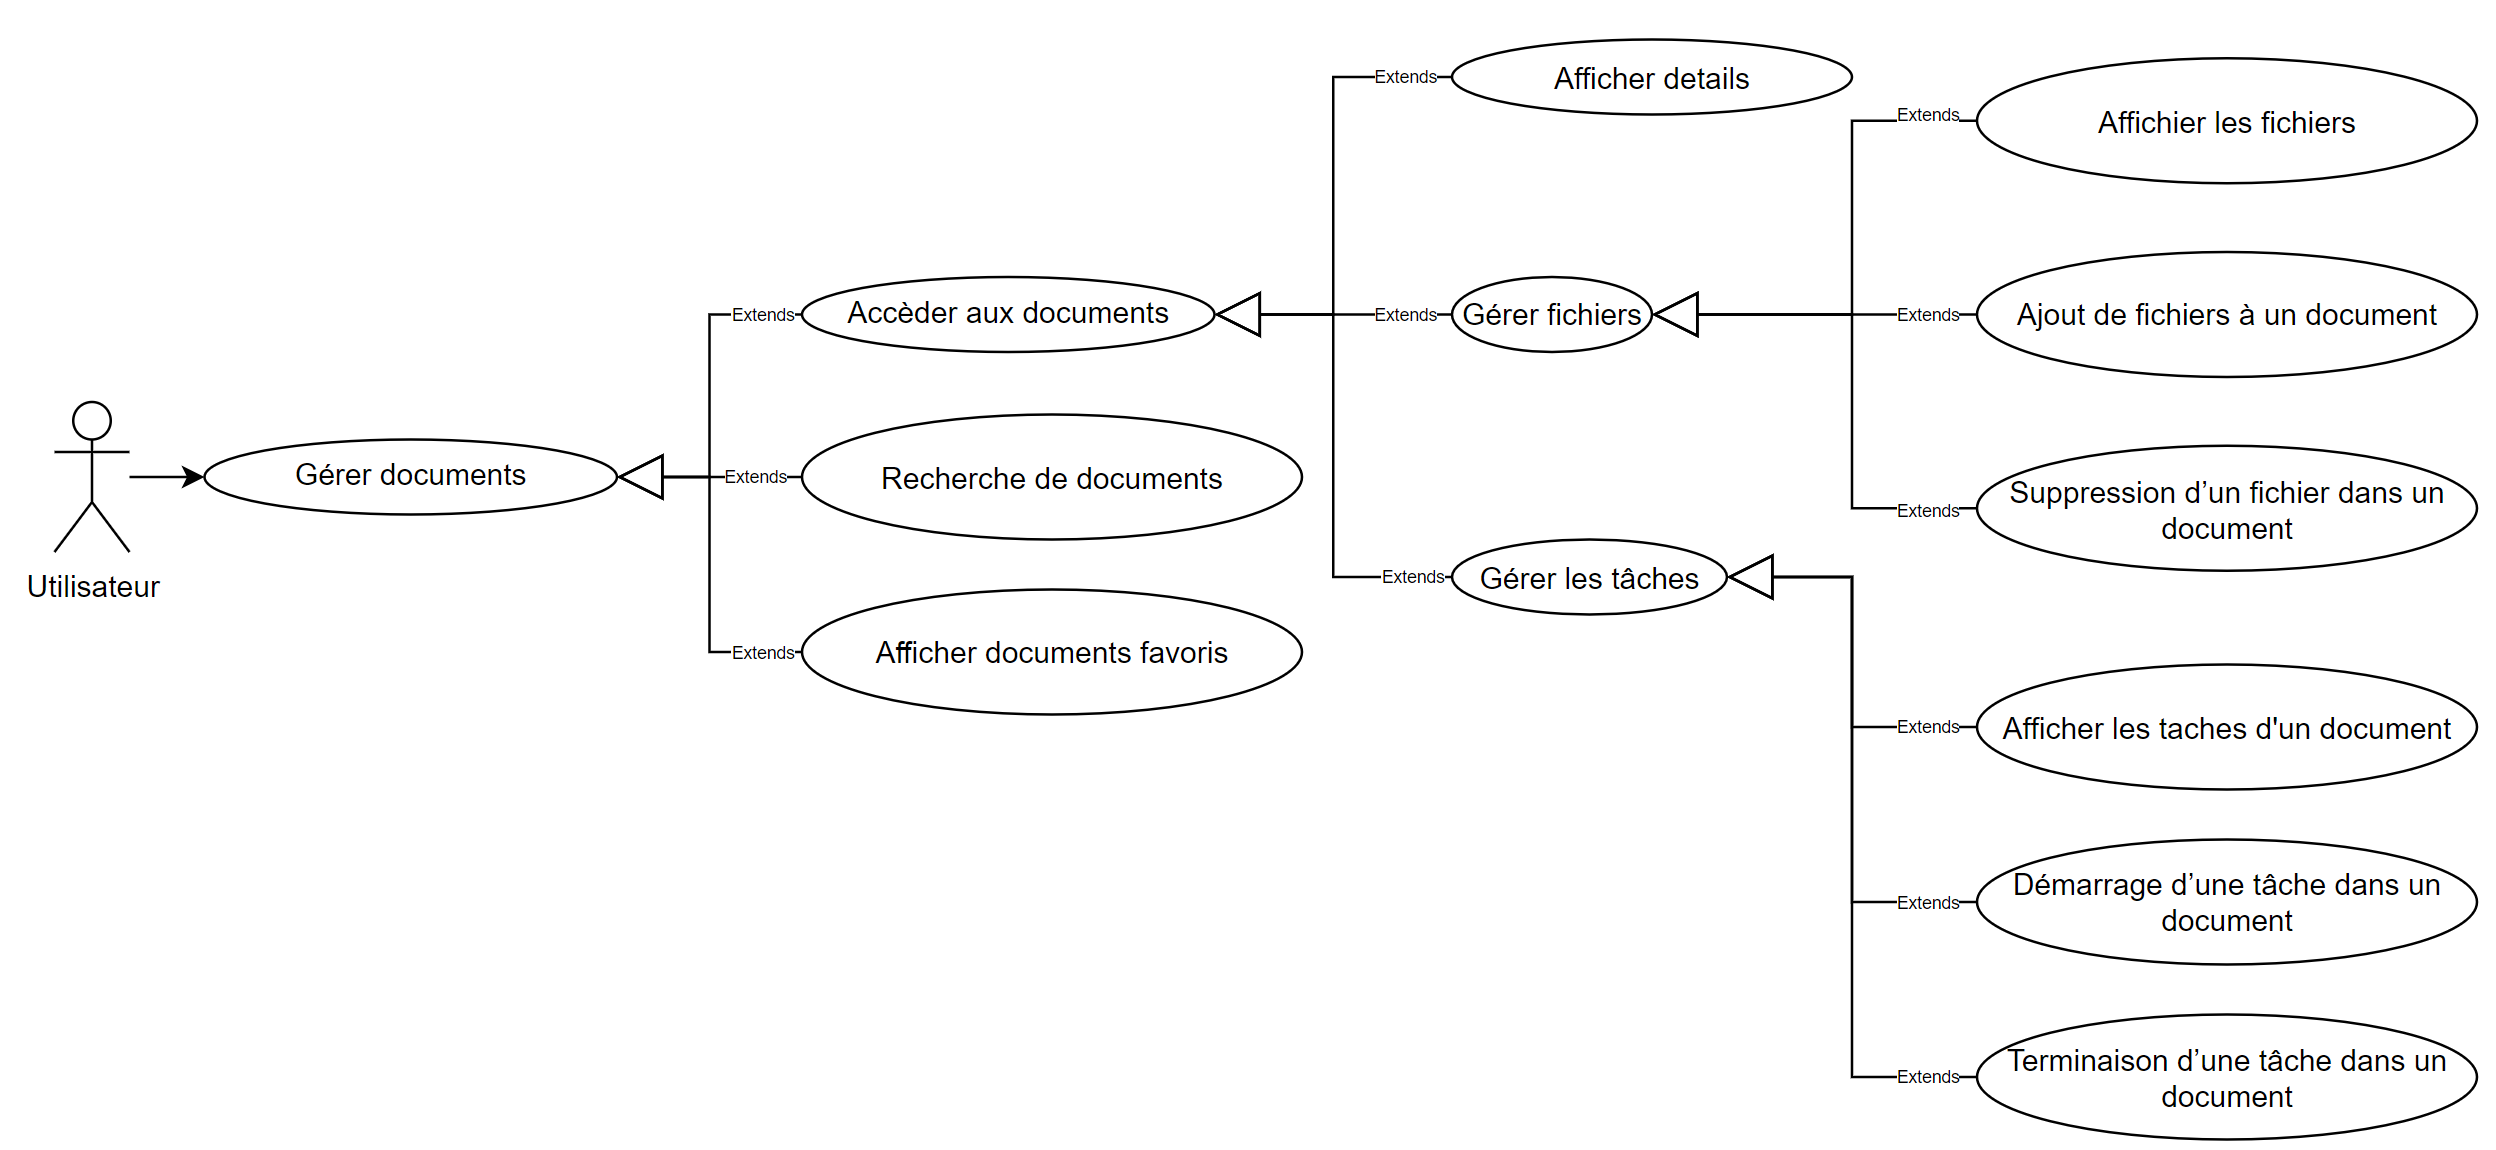 Utilisateur
Gérer documents
Extends
Accèder aux documents
Extends
Recherche de documents
Extends
Afficher documents favoris
Extends
Afficher details
Extends
Gérer fichiers
Extends
Gérer les tâches
Extends
Affichier les fichiers
Extends
Ajout de fichiers à un document
Extends
Suppression d’un fichier dans un
document
Extends
Afficher les taches d'un document
Extends
Démarrage d’une tâche dans un
document
Extends
Terminaison d’une tâche dans un
document